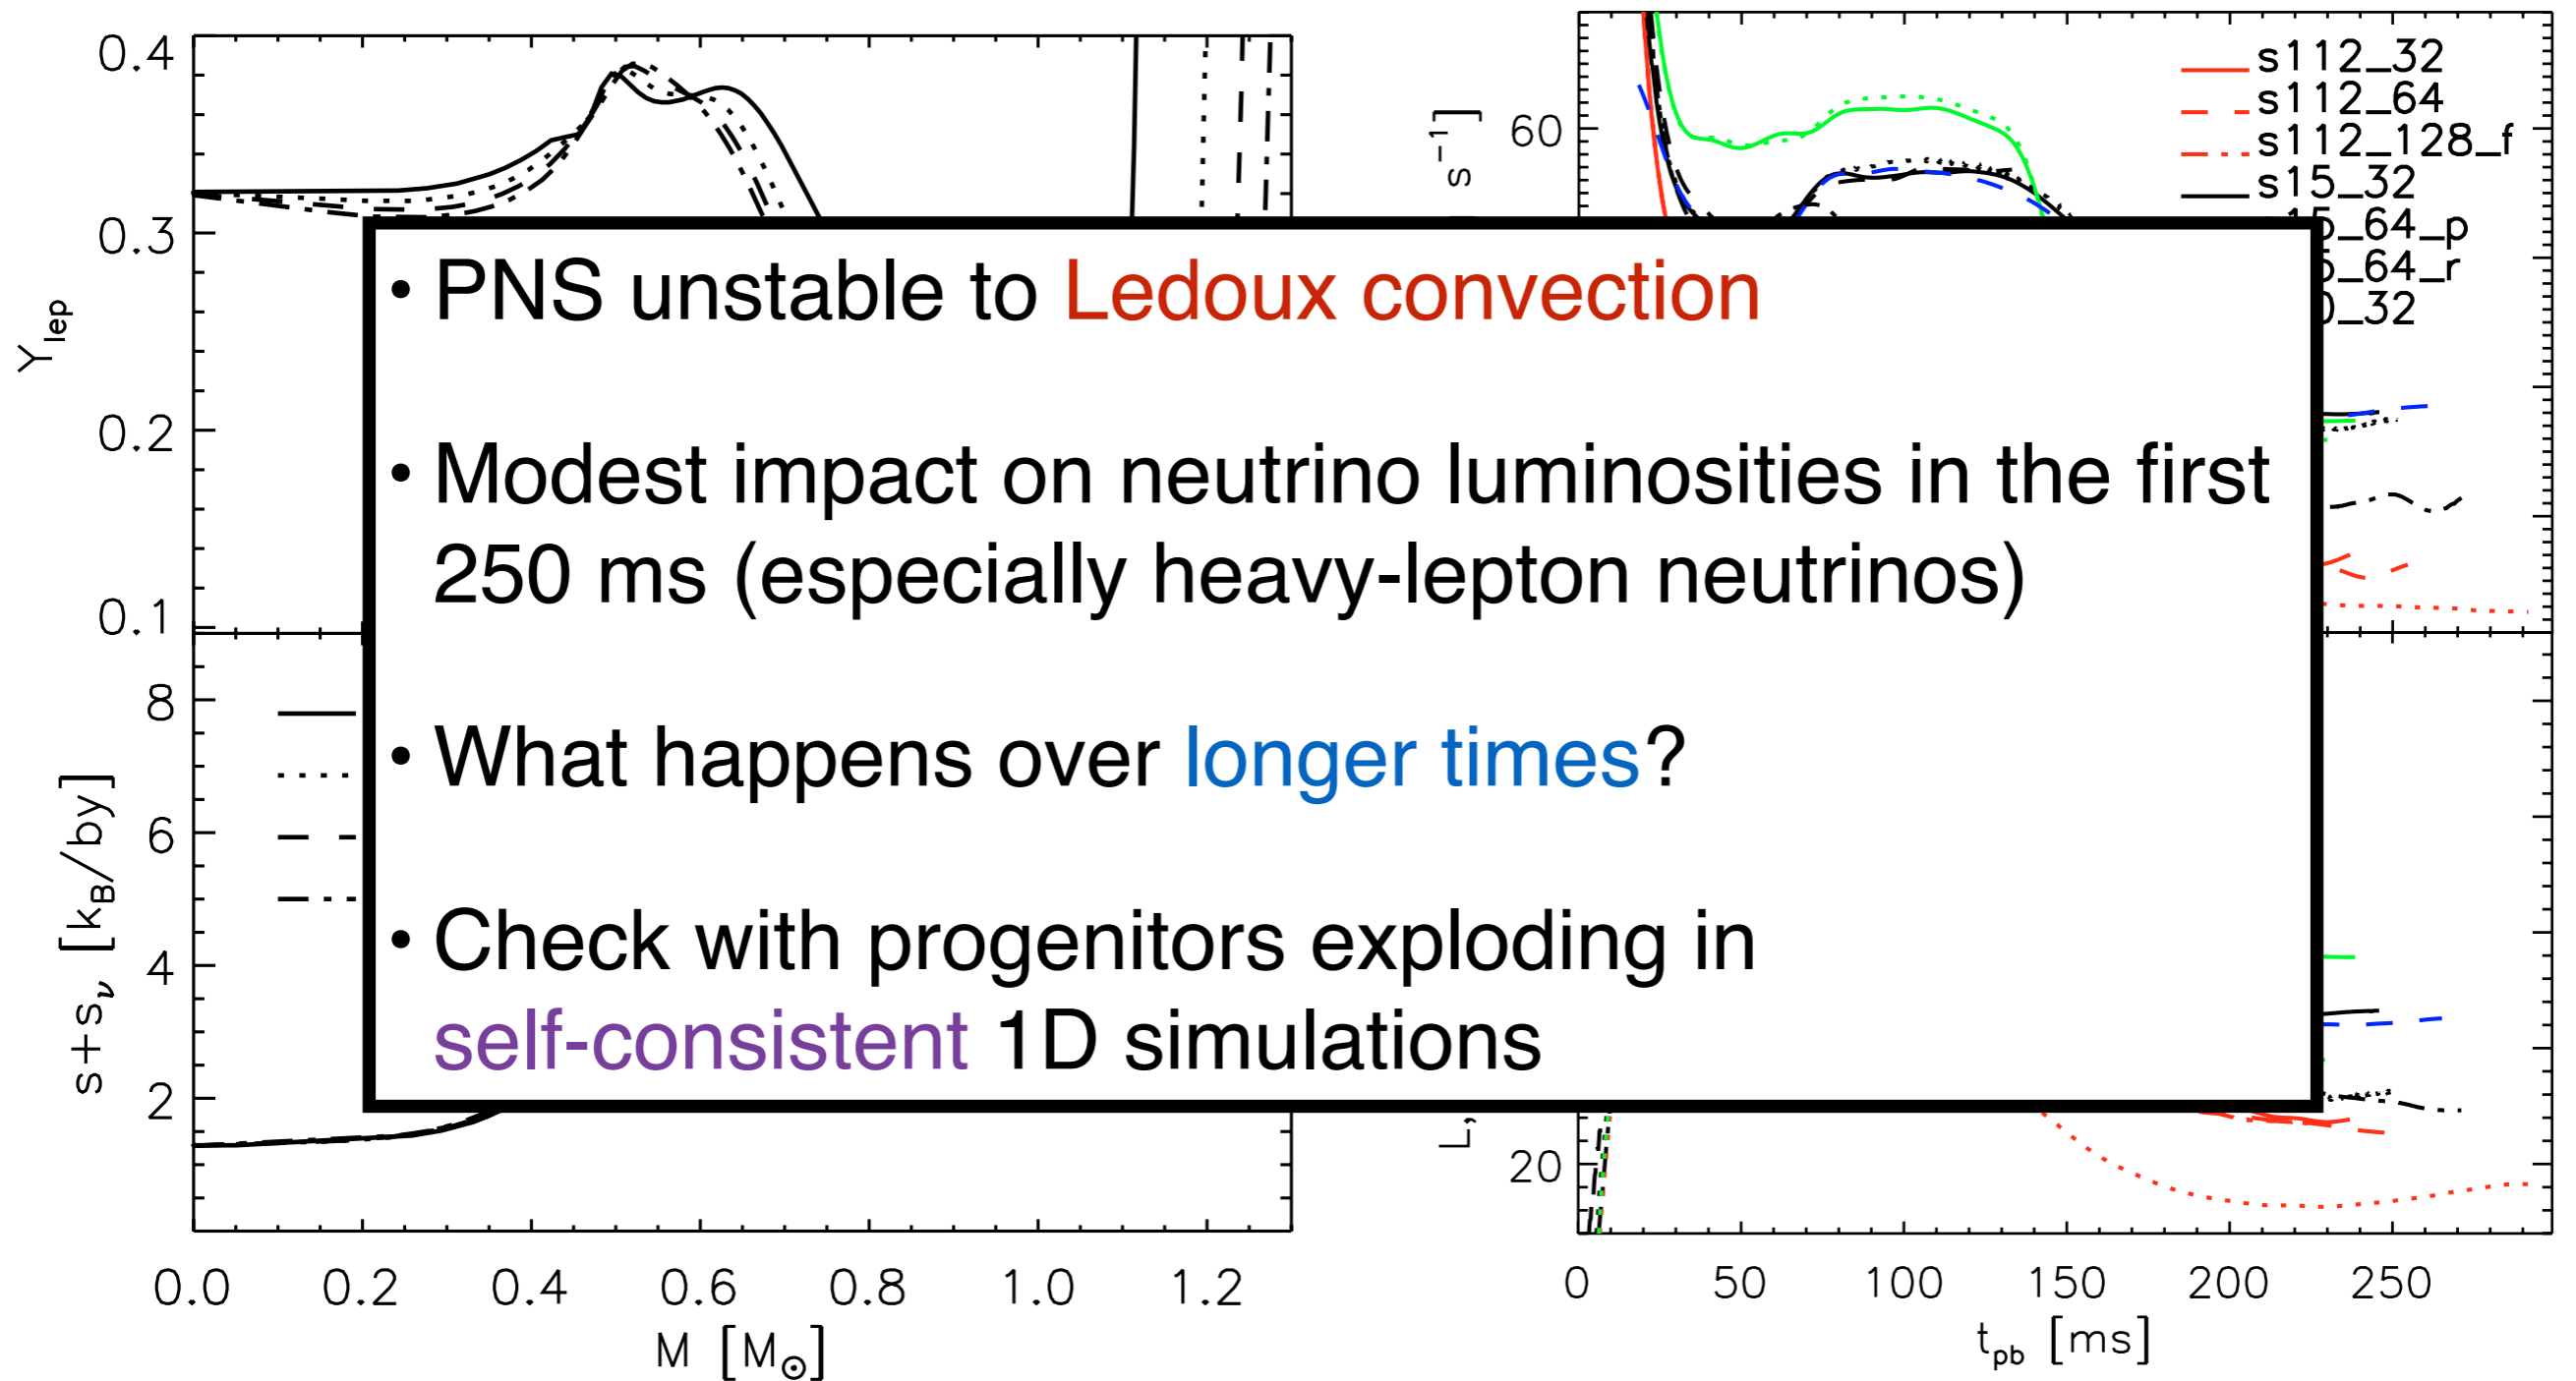 0.4
0.3
0.2
0.1
Y_lep
8
6
4
2
s+s_ν [k_B/by]
0.0 0.2 0.4 0.6 0.8 1.0 1.2
M [M_⊙]
• PNS unstable to Ledoux convection
• Modest impact on neutrino luminosities in the first
250 ms (especially heavy-lepton neutrinos)
• What happens over longer times?
• Check with progenitors exploding in
self-consistent 1D simulations
s⁻¹]
60
s112_32
s112_64
s112_128_f
s15_32
5_64_p
5_64_r
_32
L,
20
0 50 100 150 200 250
t_pb [ms]